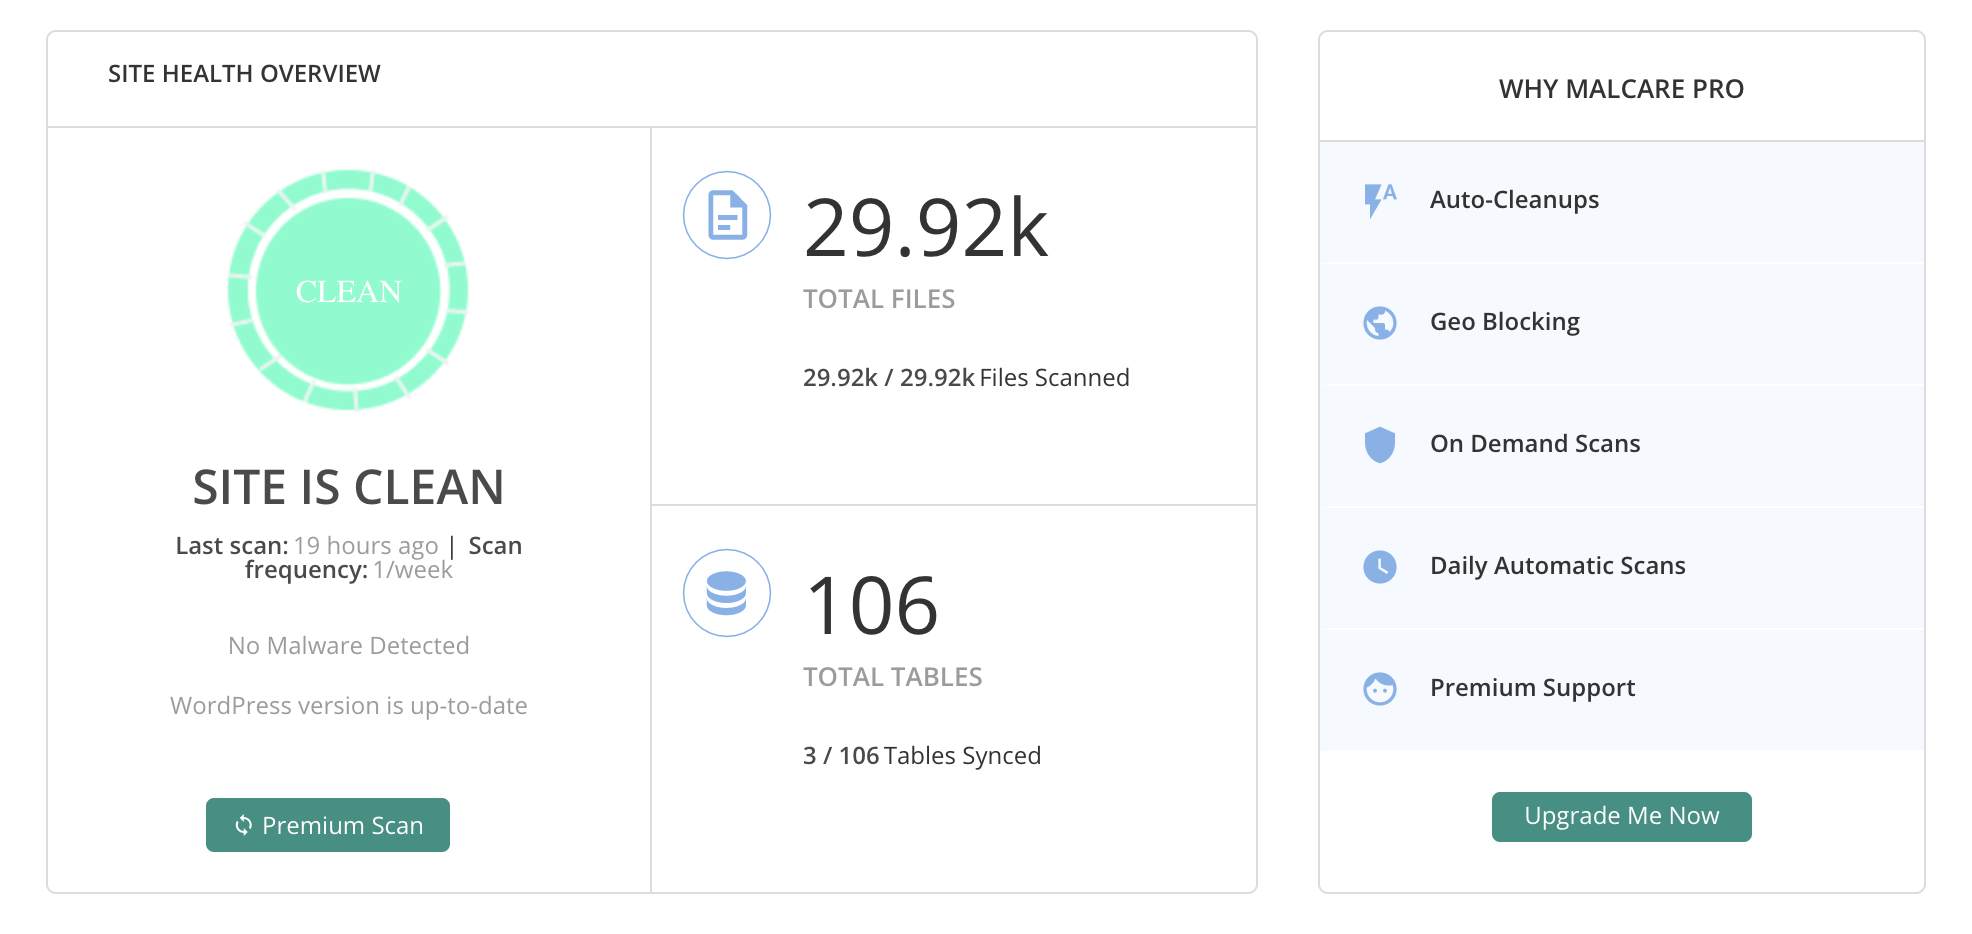 SITE HEALTH OVERVIEW
CLEAN
SITE IS CLEAN
Last scan: 19 hours ago | Scan
frequency: 1/week
No Malware Detected
WordPress version is up-to-date
Premium Scan
29.92k
TOTAL FILES
29.92k / 29.92k Files Scanned
106
TOTAL TABLES
3 / 106 Tables Synced
WHY MALCARE PRO
A
Auto-Cleanups
Geo Blocking
On Demand Scans
Daily Automatic Scans
Premium Support
Upgrade Me Now